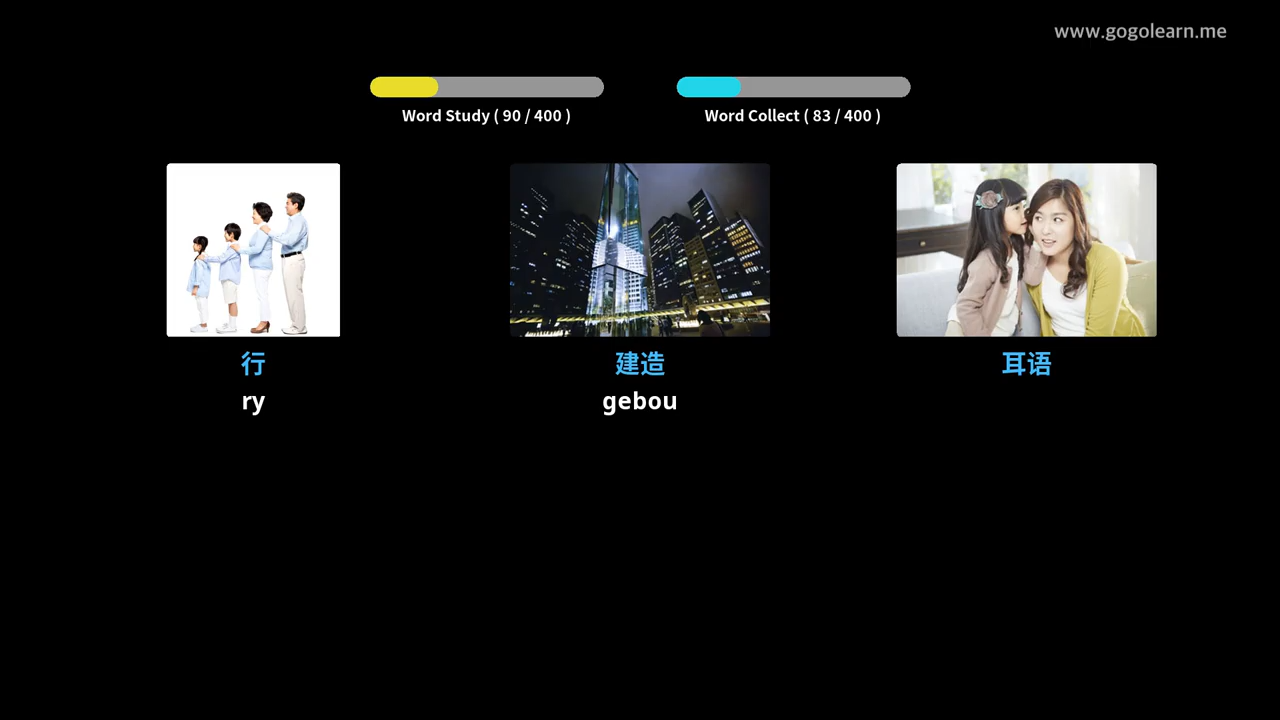 www.gogolearn.me
Word Study ( 90 / 400 )
Word Collect ( 83 / 400 )
行
建造
耳语
ry
gebou